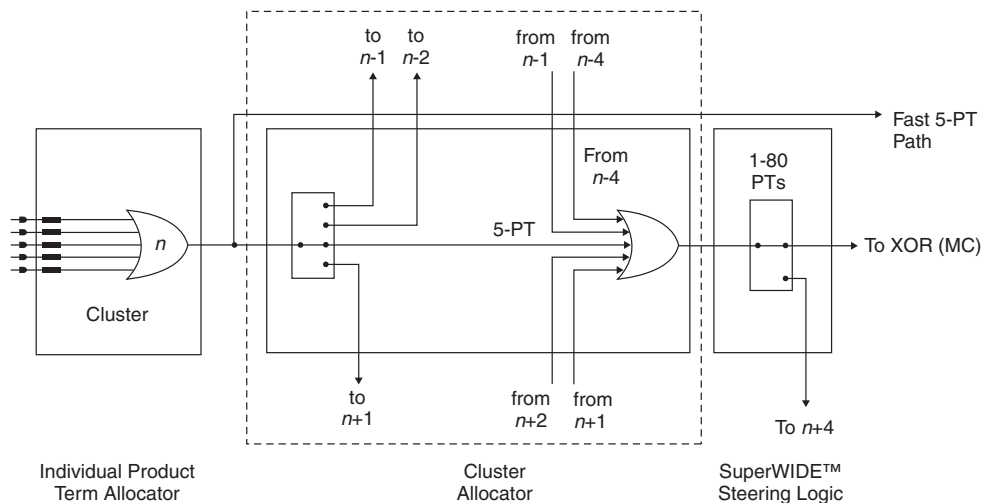 to
n-1
to
n-2
from
n-1
from
n-4
Fast 5-PT
Path
From
n-4
1-80
PTs
n
5-PT
To XOR (MC)
Cluster
to
n+1
from
n+2
from
n+1
To n+4
Individual Product
Term Allocator
Cluster
Allocator
SuperWIDE™
Steering Logic